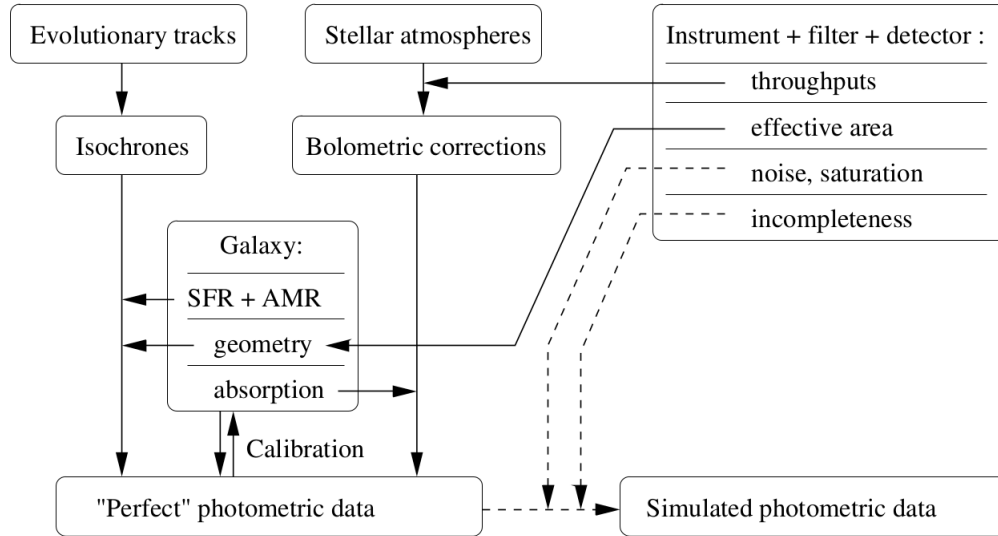 Evolutionary tracks
Stellar atmospheres
Instrument + filter + detector :
throughputs
effective area
noise, saturation
incompleteness
Isochrones
Bolometric corrections
Galaxy:
SFR + AMR
geometry
absorption
Calibration
"Perfect" photometric data
Simulated photometric data